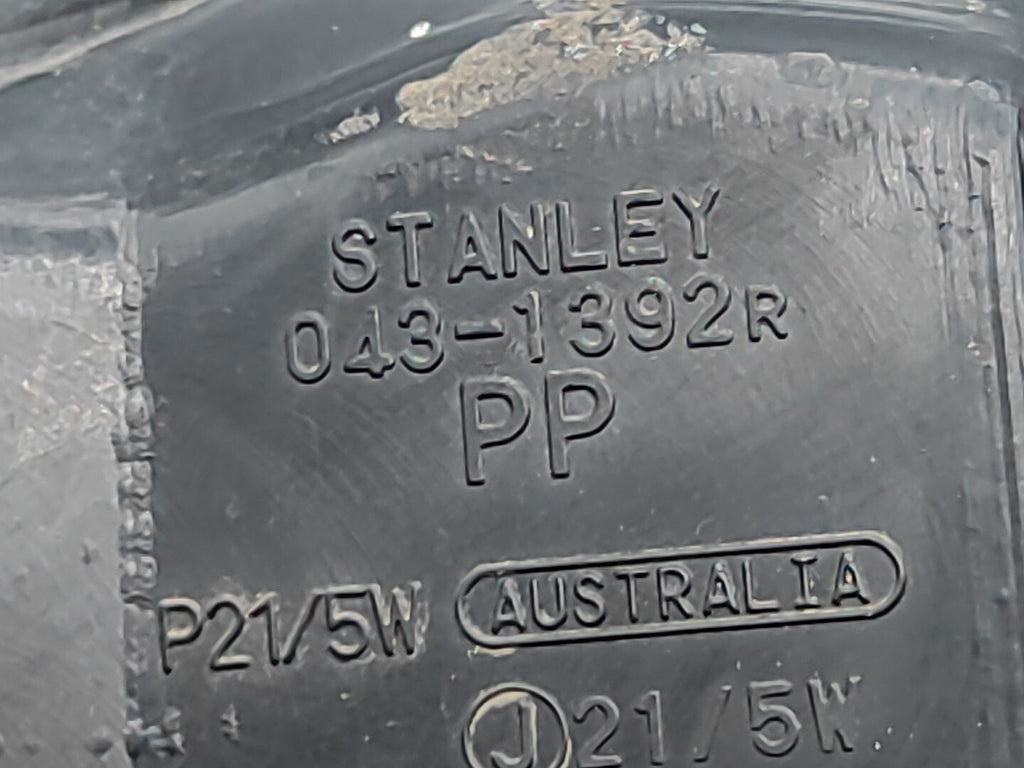 STANLEY
043-1392R
PP
P21/5W AUSTRALIA
J 21/5W